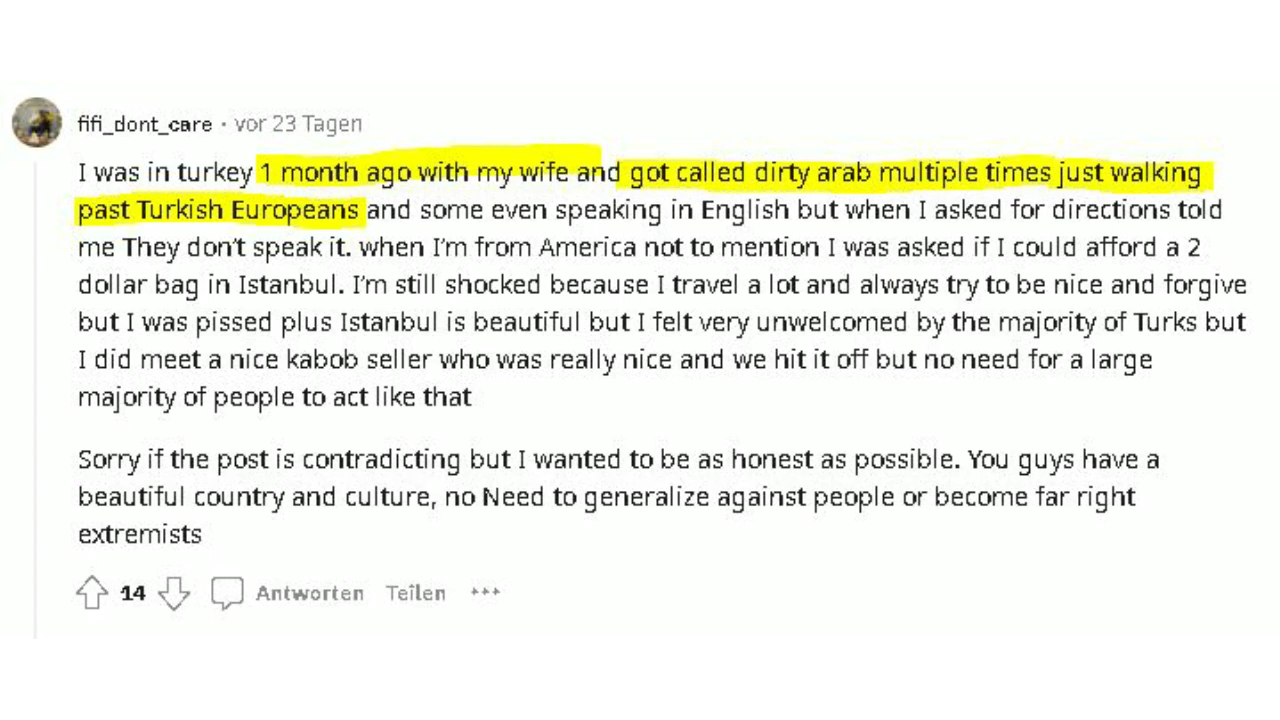 fifi_dont_care · vor 23 Tagen
I was in turkey 1 month ago with my wife and got called dirty arab multiple times just walking
past Turkish Europeans and some even speaking in English but when I asked for directions told
me They don't speak it. when I'm from America not to mention I was asked if I could afford a 2
dollar bag in Istanbul. I'm still shocked because I travel a lot and always try to be nice and forgive
but I was pissed plus Istanbul is beautiful but I felt very unwelcomed by the majority of Turks but
I did meet a nice kabob seller who was really nice and we hit it off but no need for a large
majority of people to act like that
Sorry if the post is contradicting but I wanted to be as honest as possible. You guys have a
beautiful country and culture, no Need to generalize against people or become far right
extremists
14 Antworten Teilen •••